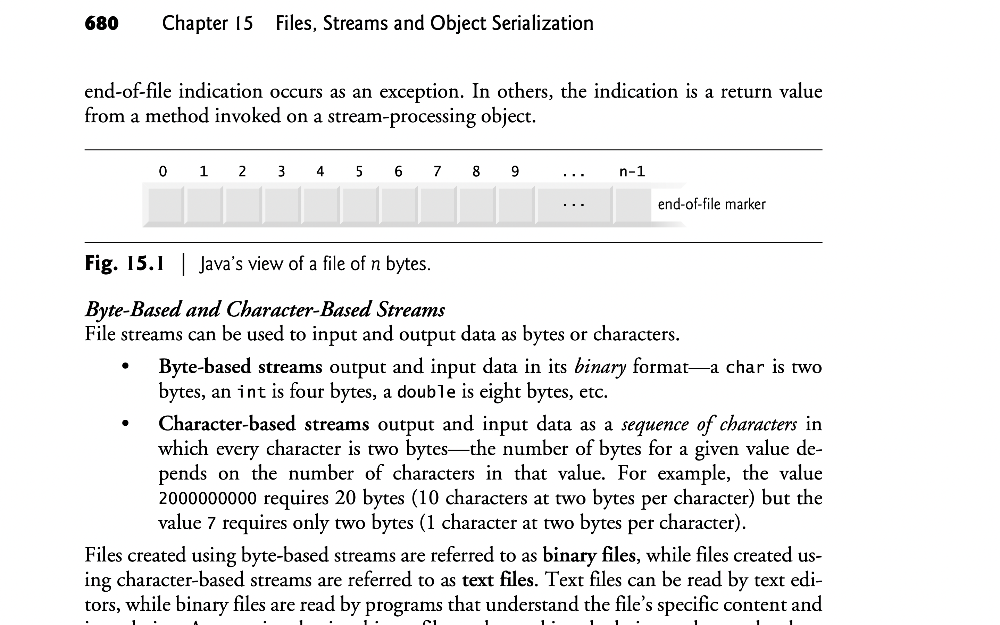 680 Chapter 15 Files, Streams and Object Serialization
end-of-file indication occurs as an exception. In others, the indication is a return value
from a method invoked on a stream-processing object.
0 1 2 3 4 5 6 7 8 9 ... n-1
... end-of-file marker
Fig. 15.1 | Java’s view of a file of n bytes.
Byte-Based and Character-Based Streams
File streams can be used to input and output data as bytes or characters.
• Byte-based streams output and input data in its binary format—a char is two
bytes, an int is four bytes, a double is eight bytes, etc.
• Character-based streams output and input data as a sequence of characters in
which every character is two bytes—the number of bytes for a given value de-
pends on the number of characters in that value. For example, the value
2000000000 requires 20 bytes (10 characters at two bytes per character) but the
value 7 requires only two bytes (1 character at two bytes per character).
Files created using byte-based streams are referred to as binary files, while files created us-
ing character-based streams are referred to as text files. Text files can be read by text edi-
tors, while binary files are read by programs that understand the file’s specific content and